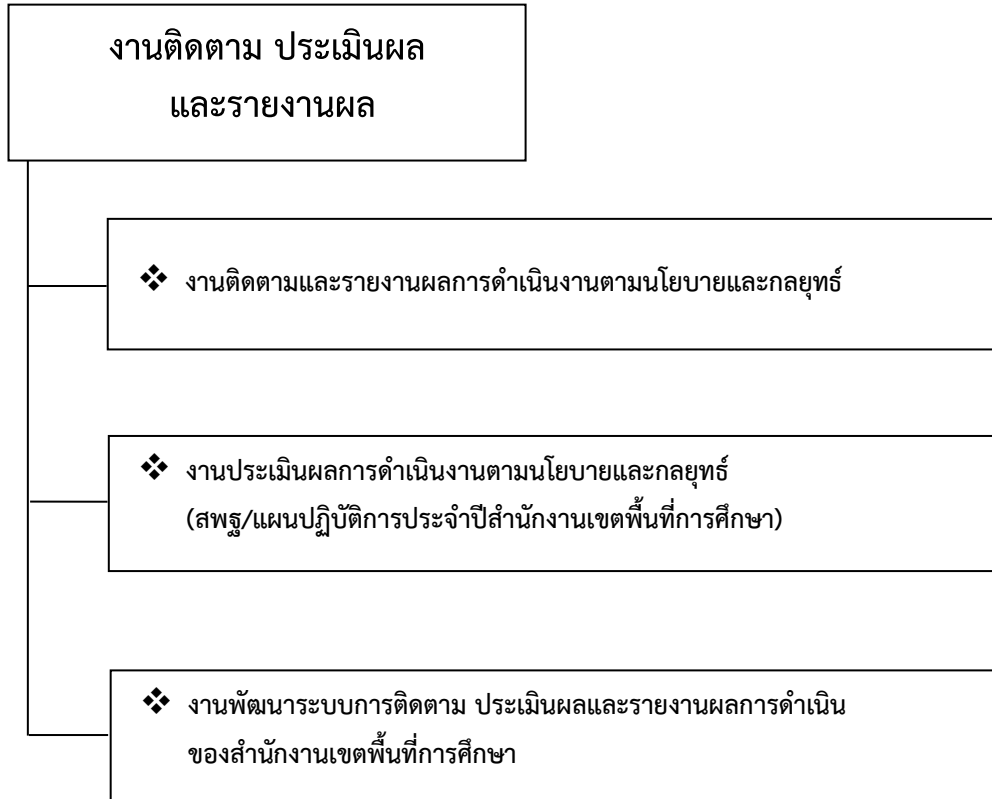 งานติดตาม ประเมินผล
และรายงานผล
❖ งานติดตามและรายงานผลการดำเนินงานตามนโยบายและกลยุทธ์
❖ งานประเมินผลการดำเนินงานตามนโยบายและกลยุทธ์
(สพฐ/แผนปฏิบัติการประจำปีสำนักงานเขตพื้นที่การศึกษา)
❖ งานพัฒนาระบบการติดตาม ประเมินผลและรายงานผลการดำเนิน
ของสำนักงานเขตพื้นที่การศึกษา